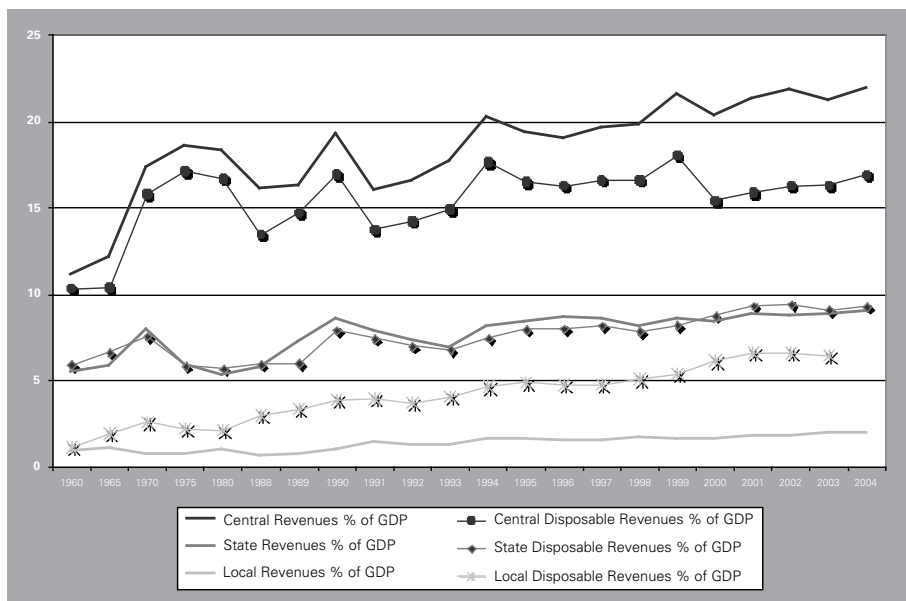 25
20
15
10
5
0
1960 1965 1970 1975 1980 1988 1989 1990 1991 1992 1993 1994 1995 1996 1997 1998 1999 2000 2001 2002 2003 2004
Central Revenues % of GDP Central Disposable Revenues % of GDP
State Revenues % of GDP State Disposable Revenues % of GDP
Local Revenues % of GDP Local Disposable Revenues % of GDP